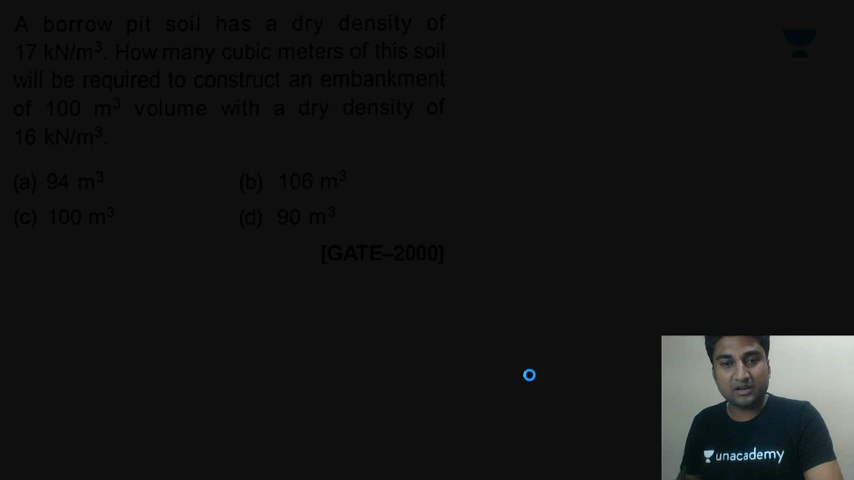 A borrow pit soil has a dry density of
17 kN/m³. How many cubic meters of this soil
will be required to construct an embankment
of 100 m³ volume with a dry density of
16 kN/m³.
(a) 94 m³ (b) 106 m³
(c) 100 m³ (d) 90 m³
[GATE–2000]
unacademy